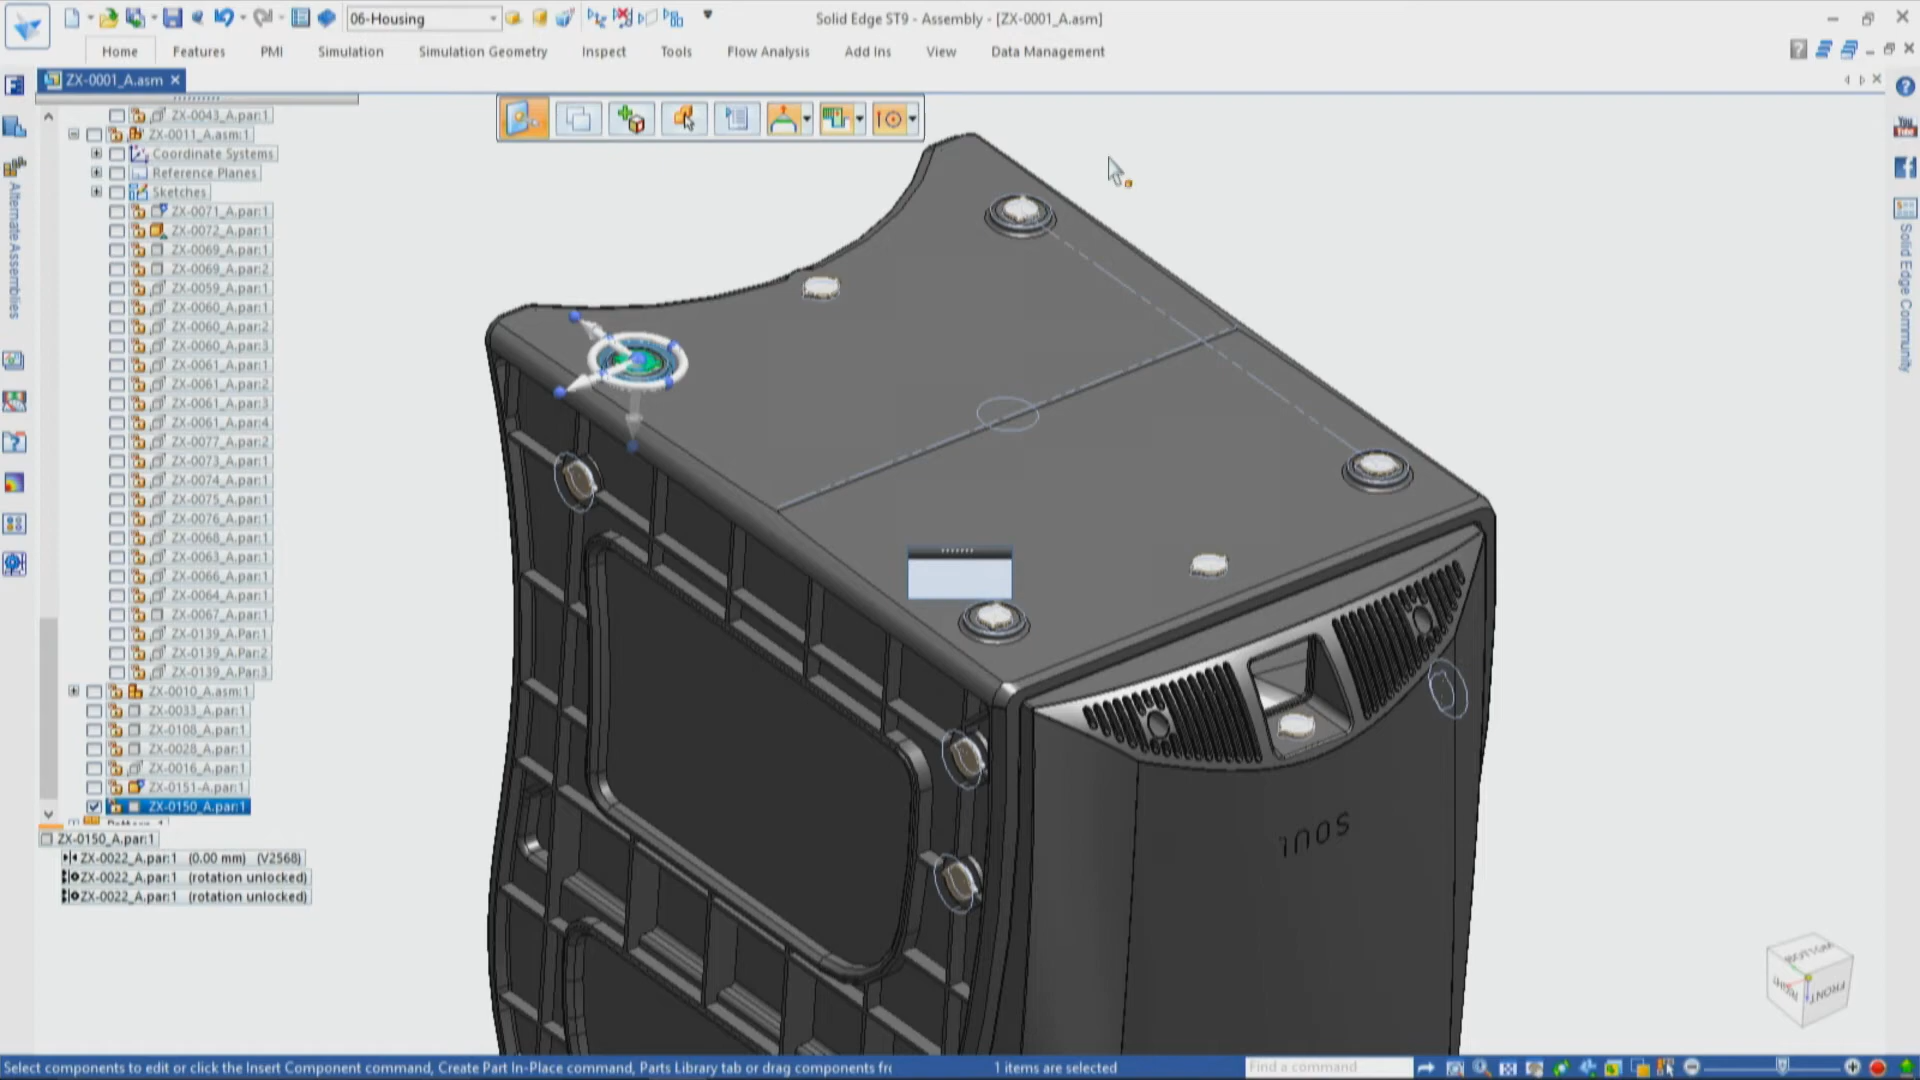 06-Housing
Solid Edge ST9 - Assembly - [ZX-0001_A.asm]
Home Features PMI Simulation Simulation Geometry Inspect Tools Flow Analysis Add Ins View Data Management
ZX-0001_A.asm
ZX-0043_A.par:1
ZX-0011_A.asm:1
Coordinate Systems
Reference Planes
Sketches
ZX-0071_A.par:1
ZX-0072_A.par:1
ZX-0069_A.par:1
ZX-0069_A.par:2
ZX-0059_A.par:1
ZX-0060_A.par:1
ZX-0060_A.par:2
ZX-0060_A.par:3
ZX-0061_A.par:1
ZX-0061_A.par:2
ZX-0061_A.par:3
ZX-0061_A.par:4
ZX-0077_A.par:2
ZX-0073_A.par:1
ZX-0074_A.par:1
ZX-0075_A.par:1
ZX-0076_A.par:1
ZX-0068_A.par:1
ZX-0063_A.par:1
ZX-0066_A.par:1
ZX-0064_A.par:1
ZX-0067_A.par:1
ZX-0139_A.Par:1
ZX-0139_A.Par:2
ZX-0139_A.Par:3
ZX-0010_A.asm:1
ZX-0033_A.par:1
ZX-0108_A.par:1
ZX-0028_A.par:1
ZX-0016_A.par:1
ZX-0151-A.par:1
ZX-0150_A.par:1
ZX-0150_A.par:1
ZX-0022_A.par:1 (0.00 mm) (V2568)
ZX-0022_A.par:1 (rotation unlocked)
ZX-0022_A.par:1 (rotation unlocked)
Alternate Assemblies
You Tube
Solid Edge Community
soul
BOTTOM
RIGHT
FRONT
Select components to edit or click the Insert Component command, Create Part In-Place command, Parts Library tab or drag components fr
1 items are selected
Find a command